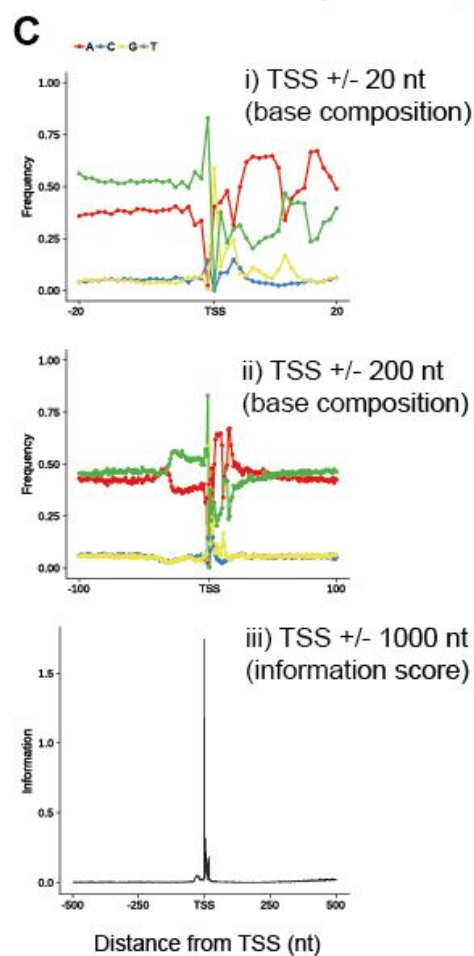 C
A C G T
i) TSS +/- 20 nt
(base composition)
1.00
0.75
0.50
0.25
0.00
Frequency
-20 TSS 20
ii) TSS +/- 200 nt
(base composition)
1.00
0.75
0.50
0.25
0.00
Frequency
-100 TSS 100
iii) TSS +/- 1000 nt
(information score)
1.5
1.0
0.5
0.0
Information
-500 -250 TSS 250 500
Distance from TSS (nt)